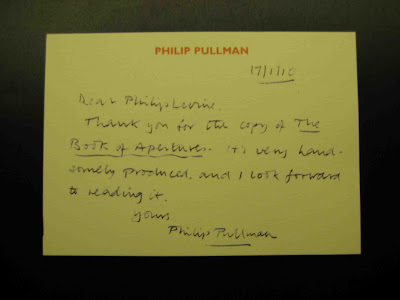 PHILIP PULLMAN
17/1/10
Dear Philip Levine,
Thank you for the copy of The
Book of Apertures. It's very hand-
somely produced, and I look forward
to reading it.
Yours
Philip Pullman